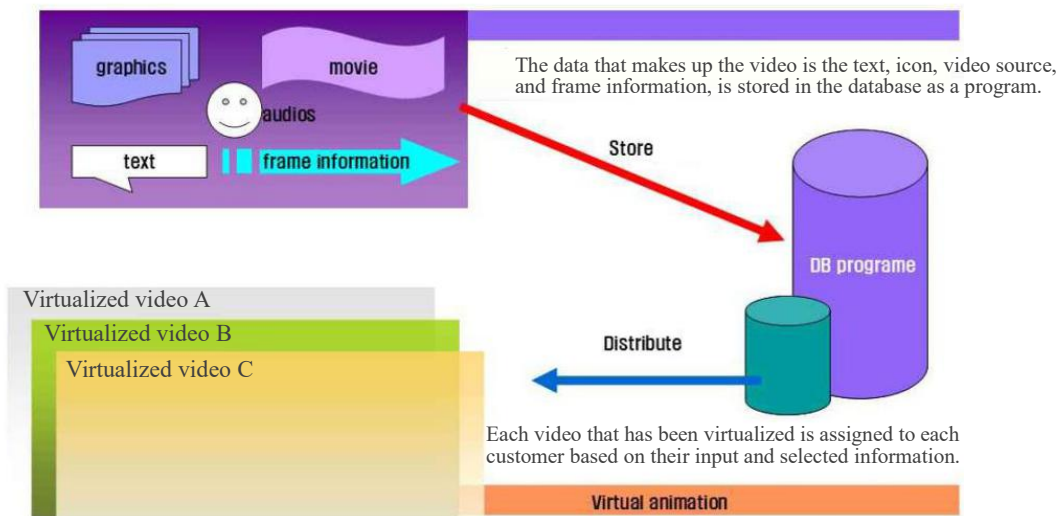 graphics
movie
audios
text
frame information
The data that makes up the video is the text, icon, video source,
and frame information, is stored in the database as a program.
Store
DB programe
Virtualized video A
Virtualized video B
Virtualized video C
Distribute
Each video that has been virtualized is assigned to each
customer based on their input and selected information.
Virtual animation